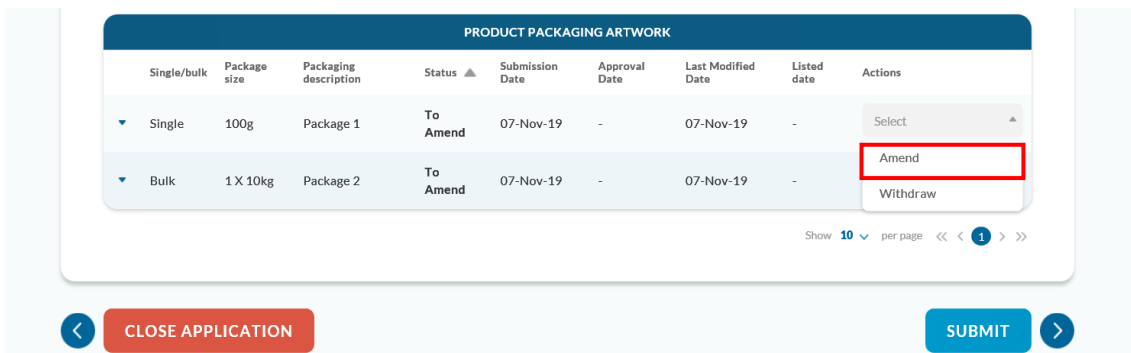 PRODUCT PACKAGING ARTWORK
Single/bulk Package size Packaging description Status Submission Date Approval Date Last Modified Date Listed date Actions
Single 100g Package 1 To Amend 07-Nov-19 - 07-Nov-19 - Select
Amend
Bulk 1 X 10kg Package 2 To Amend 07-Nov-19 - 07-Nov-19 -
Withdraw
Show 10 per page 1
CLOSE APPLICATION SUBMIT